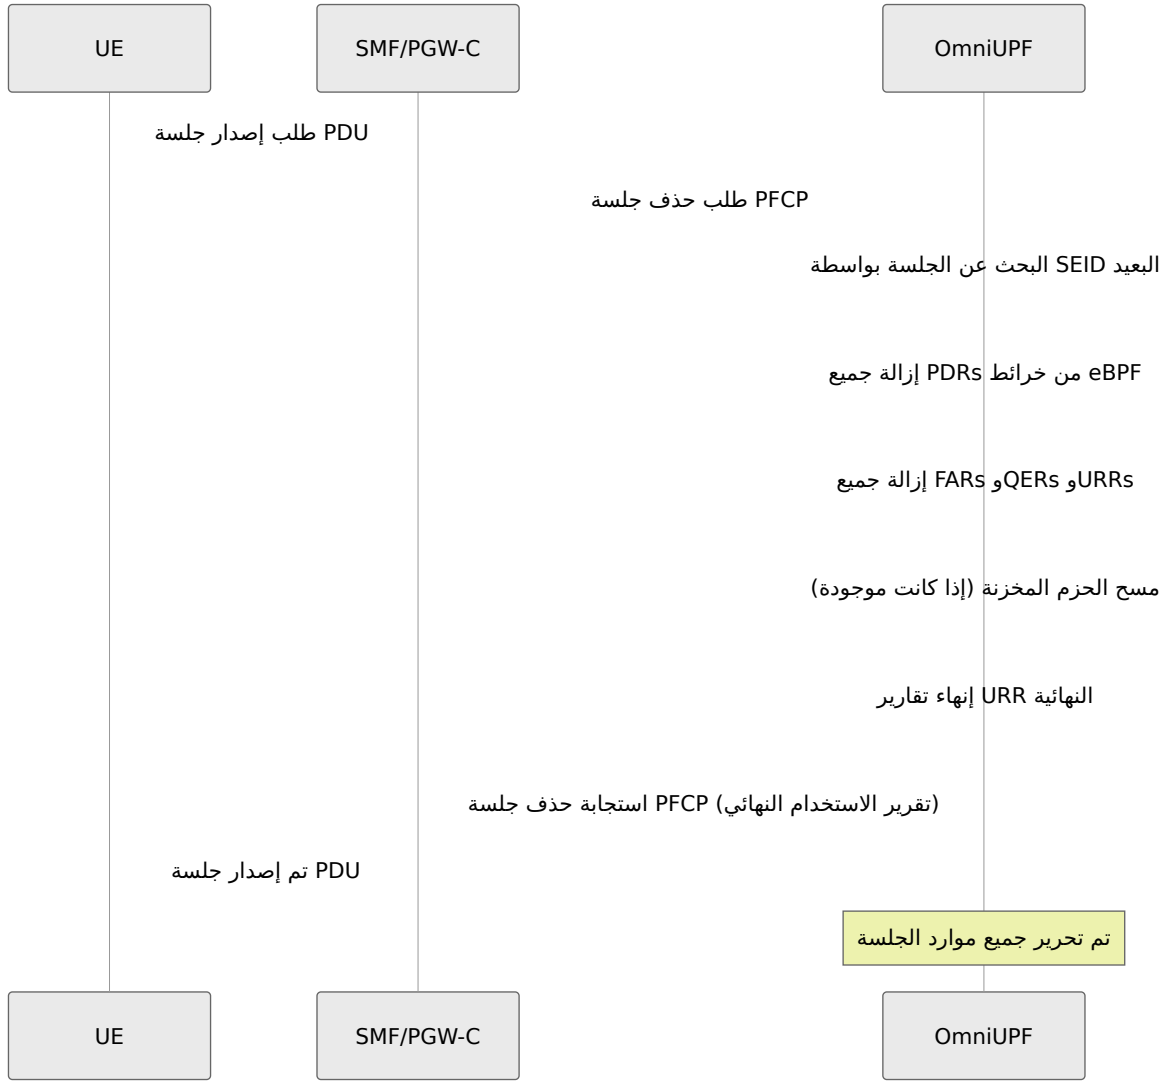 UE
SMF/PGW-C
OmniUPF
طلب إصدار جلسة PDU
طلب حذف جلسة PFCP
البحث عن الجلسة بواسطة SEID البعيد
إزالة جميع PDRs من خرائط eBPF
إزالة جميع FARs وQERs وURRs
مسح الحزم المخزنة (إذا كانت موجودة)
إنهاء تقارير URR النهائية
استجابة حذف جلسة PFCP (تقرير الاستخدام النهائي)
تم إصدار جلسة PDU
تم تحرير جميع موارد الجلسة
UE
SMF/PGW-C
OmniUPF